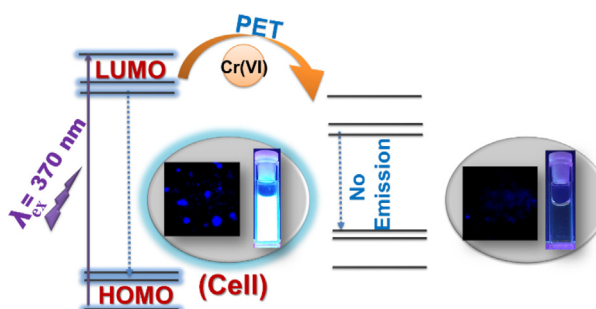 PET
LUMO
Cr(VI)
λex = 370 nm
No
Emission
(Cell)
HOMO